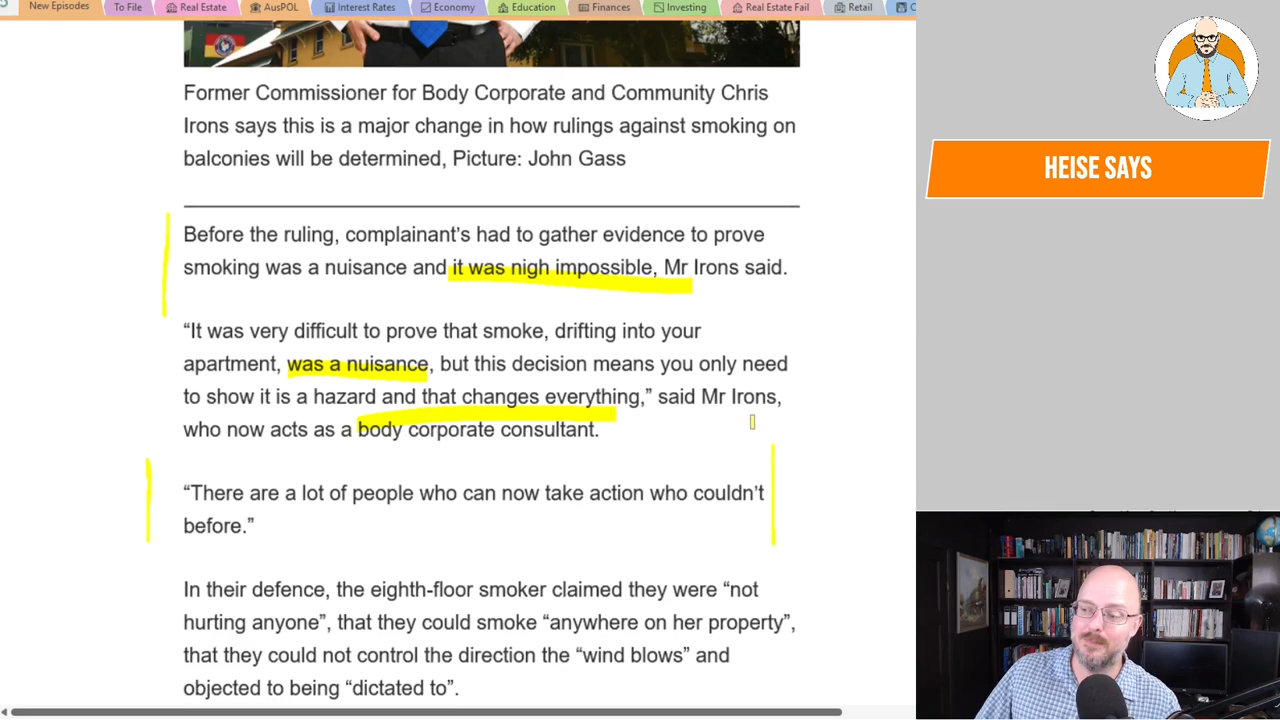 New Episodes To File Real Estate AusPOL Interest Rates Economy Education Finances Investing Real Estate Fail Retail
HEISE SAYS
Former Commissioner for Body Corporate and Community Chris
Irons says this is a major change in how rulings against smoking on
balconies will be determined, Picture: John Gass
Before the ruling, complainant’s had to gather evidence to prove
smoking was a nuisance and it was nigh impossible, Mr Irons said.
“It was very difficult to prove that smoke, drifting into your
apartment, was a nuisance, but this decision means you only need
to show it is a hazard and that changes everything,” said Mr Irons,
who now acts as a body corporate consultant.
“There are a lot of people who can now take action who couldn’t
before.”
In their defence, the eighth-floor smoker claimed they were “not
hurting anyone”, that they could smoke “anywhere on her property”,
that they could not control the direction the “wind blows” and
objected to being “dictated to”.